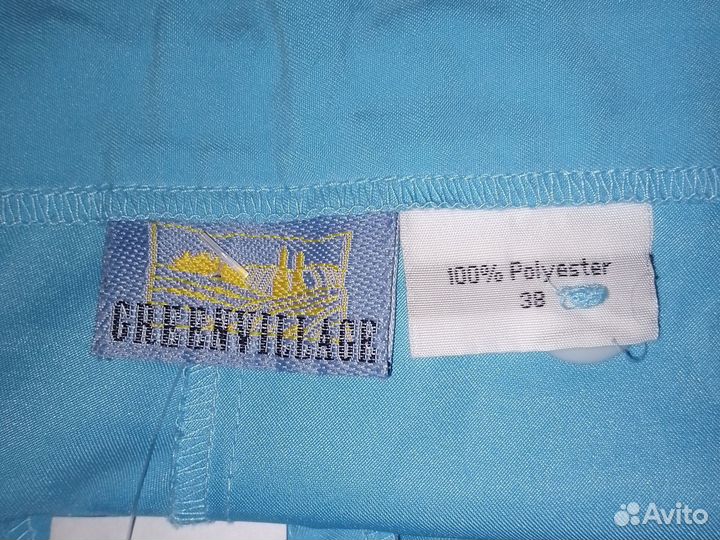 GREENVILLAGE
100% Polyester
38
Avito